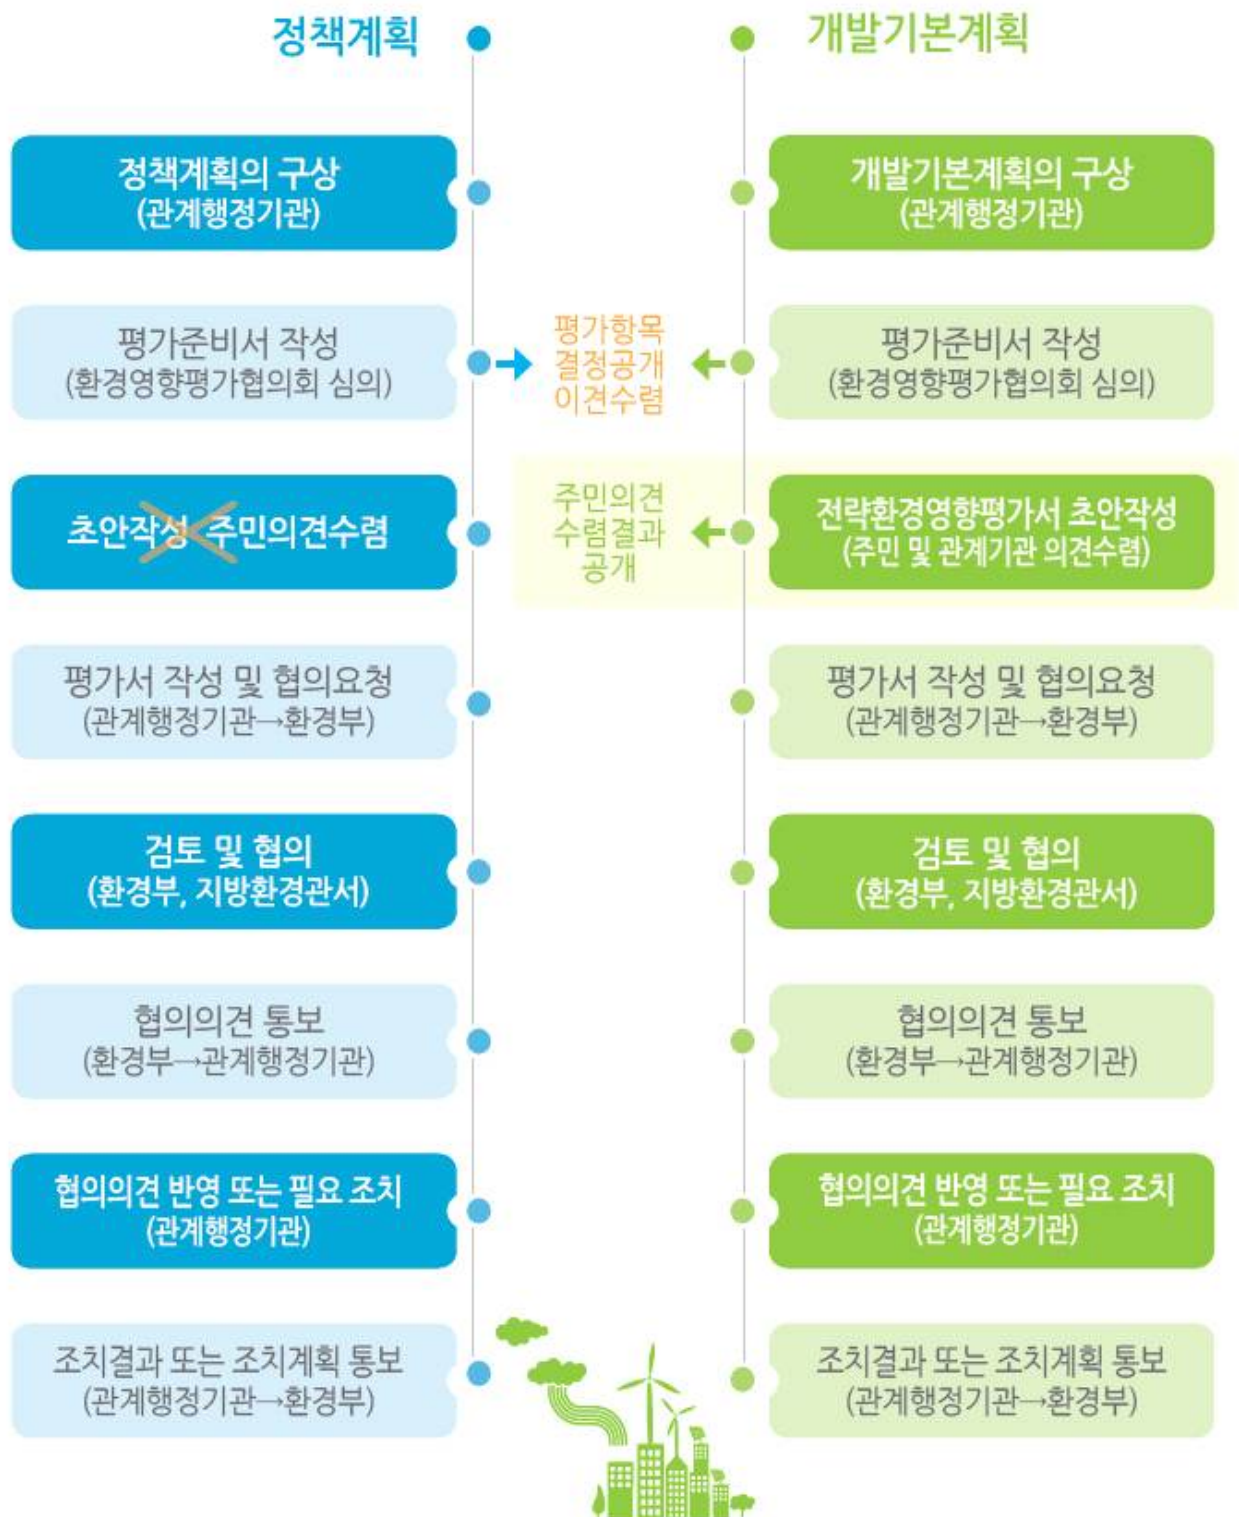 정책계획
개발기본계획
정책계획의 구상
(관계행정기관)
개발기본계획의 구상
(관계행정기관)
평가준비서 작성
(환경영향평가협의회 심의)
평가항목
결정공개
이견수렴
평가준비서 작성
(환경영향평가협의회 심의)
초안작성 주민의견수렴
주민의견
수렴결과
공개
전략환경영향평가서 초안작성
(주민 및 관계기관 의견수렴)
평가서 작성 및 협의요청
(관계행정기관→환경부)
평가서 작성 및 협의요청
(관계행정기관→환경부)
검토 및 협의
(환경부, 지방환경관서)
검토 및 협의
(환경부, 지방환경관서)
협의의견 통보
(환경부→관계행정기관)
협의의견 통보
(환경부→관계행정기관)
협의의견 반영 또는 필요 조치
(관계행정기관)
협의의견 반영 또는 필요 조치
(관계행정기관)
조치결과 또는 조치계획 통보
(관계행정기관→환경부)
조치결과 또는 조치계획 통보
(관계행정기관→환경부)